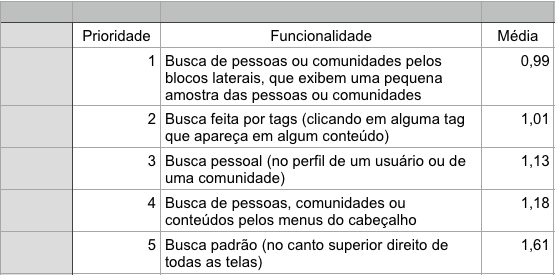 Prioridade Funcionalidade Média
1 Busca de pessoas ou comunidades pelos 0,99
blocos laterais, que exibem uma pequena
amostra das pessoas ou comunidades
2 Busca feita por tags (clicando em alguma tag 1,01
que apareça em algum conteúdo)
3 Busca pessoal (no perfil de um usuário ou de 1,13
uma comunidade)
4 Busca de pessoas, comunidades ou 1,18
conteúdos pelos menus do cabeçalho
5 Busca padrão (no canto superior direito de 1,61
todas as telas)